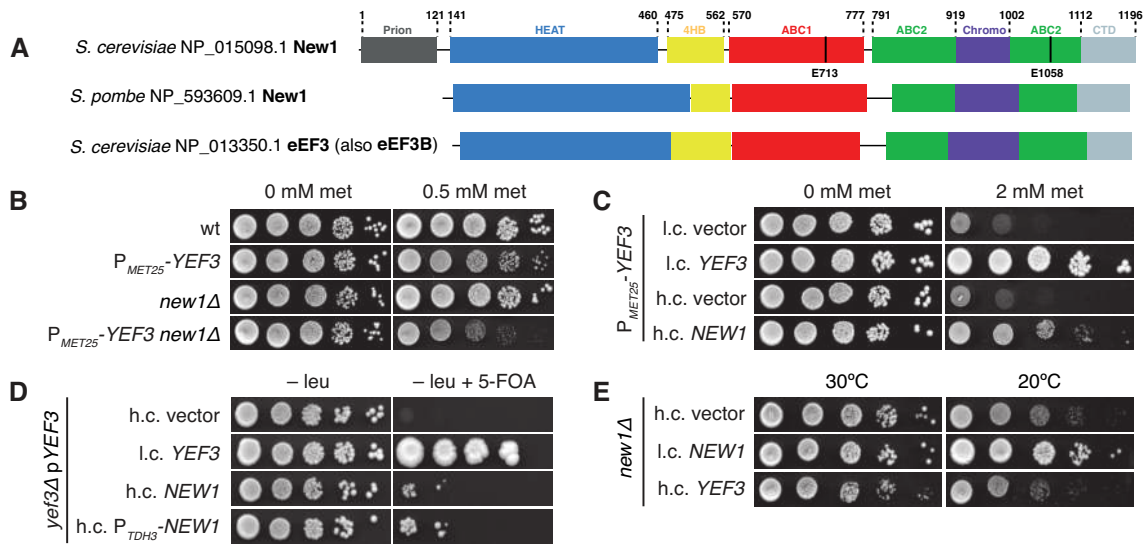 A
1 121 141 460 475 562 570 777 791 919 1002 1112 1196
Prion HEAT 4HB ABC1 ABC2 Chromo ABC2 CTD
S. cerevisiae NP_015098.1 New1
E713 E1058
S. pombe NP_593609.1 New1
S. cerevisiae NP_013350.1 eEF3 (also eEF3B)
B
0 mM met 0.5 mM met
wt
PMET25-YEF3
new1Δ
PMET25-YEF3 new1Δ
C
0 mM met 2 mM met
PMET25-YEF3
l.c. vector
l.c. YEF3
h.c. vector
h.c. NEW1
D
– leu – leu + 5-FOA
yef3Δ pYEF3
h.c. vector
l.c. YEF3
h.c. NEW1
h.c. PTDH3-NEW1
E
30ºC 20ºC
new1Δ
h.c. vector
l.c. NEW1
h.c. YEF3